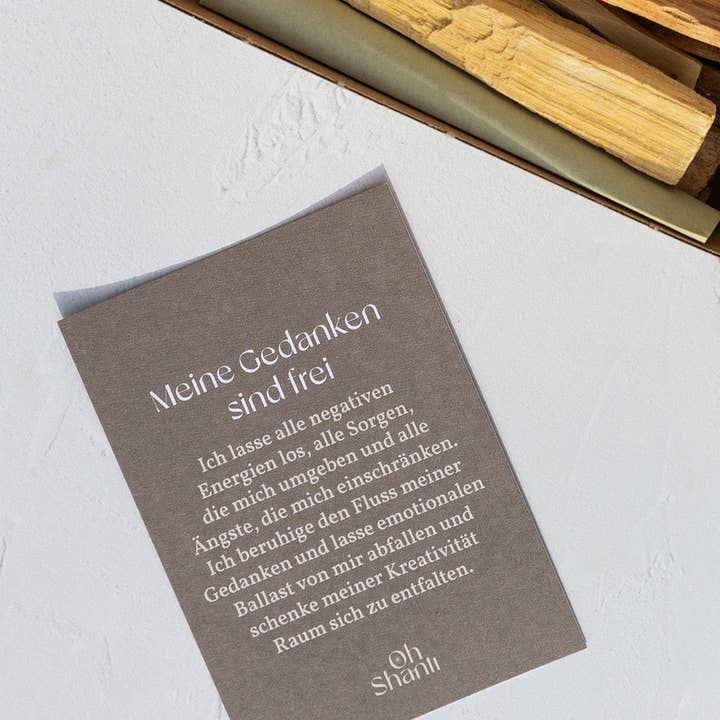 Meine Gedanken
sind frei
Ich lasse alle negativen
Energien los, alle Sorgen,
die mich umgeben und alle
Ängste, die mich einschränken.
Ich beruhige den Fluss meiner
Gedanken und lasse emotionalen
Ballast von mir abfallen und
schenke meiner Kreativität
Raum sich zu entfalten.
Oh
Shanti